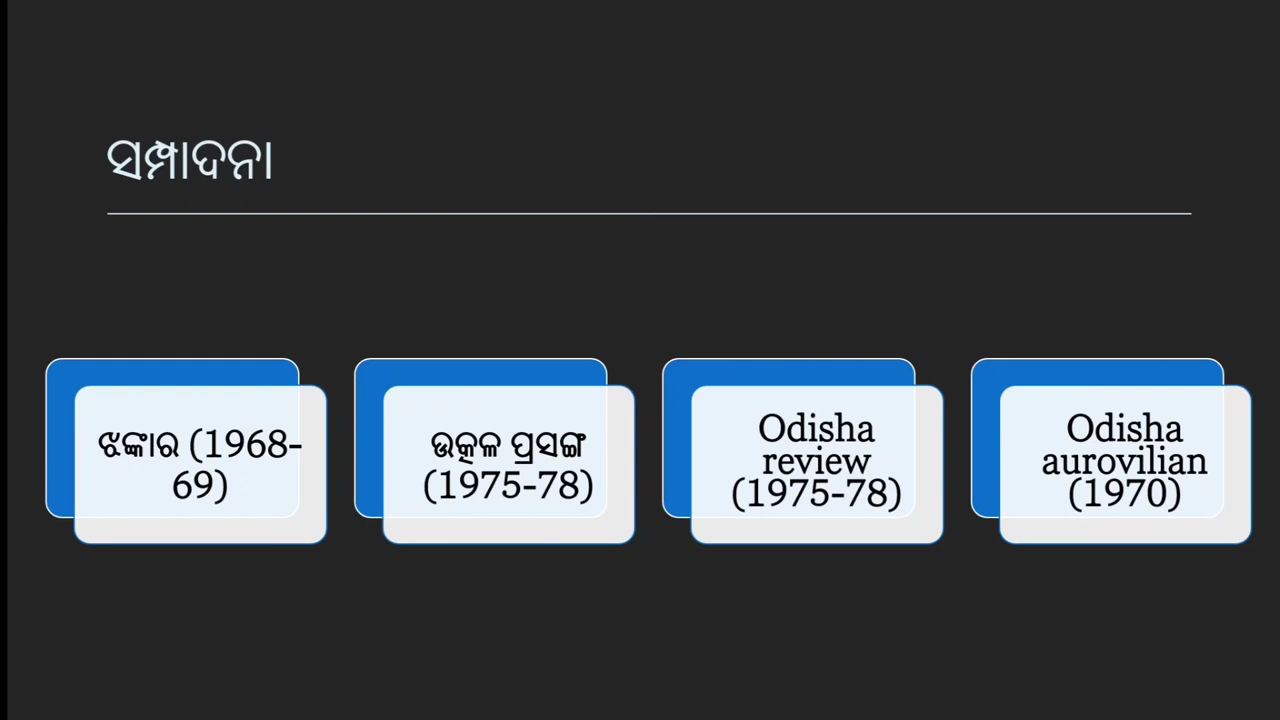 ସମ୍ପାଦନା
ଝଙ୍କାର (1968-
69)
ଉତ୍କଳ ପ୍ରସଙ୍ଗ
(1975-78)
Odisha
review
(1975-78)
Odisha
aurovilian
(1970)